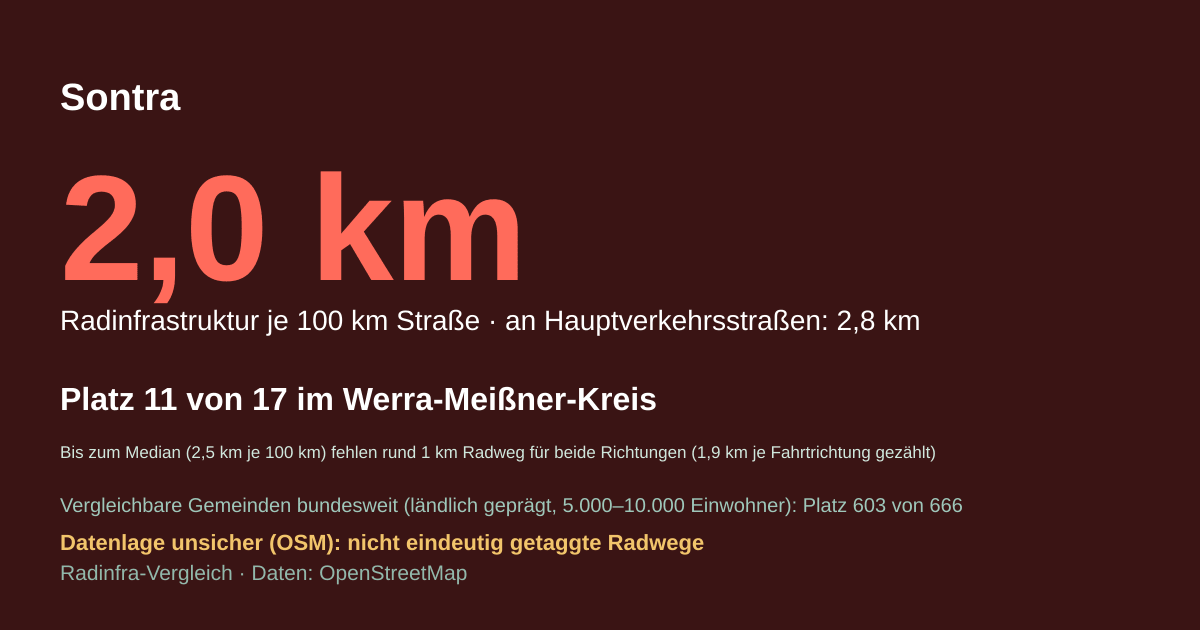 Sontra
2,0 km
Radinfrastruktur je 100 km Straße · an Hauptverkehrsstraßen: 2,8 km
Platz 11 von 17 im Werra-Meißner-Kreis
Bis zum Median (2,5 km je 100 km) fehlen rund 1 km Radweg für beide Richtungen (1,9 km je Fahrtrichtung gezählt)
Vergleichbare Gemeinden bundesweit (ländlich geprägt, 5.000–10.000 Einwohner): Platz 603 von 666
Datenlage unsicher (OSM): nicht eindeutig getaggte Radwege
Radinfra-Vergleich · Daten: OpenStreetMap